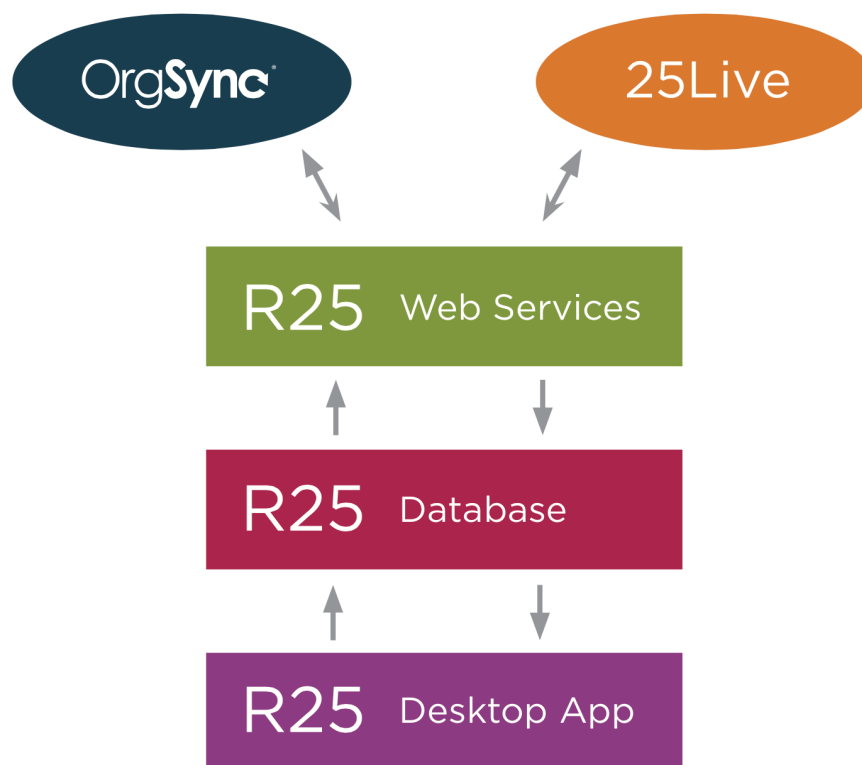 OrgSync®
25Live
R25 Web Services
R25 Database
R25 Desktop App